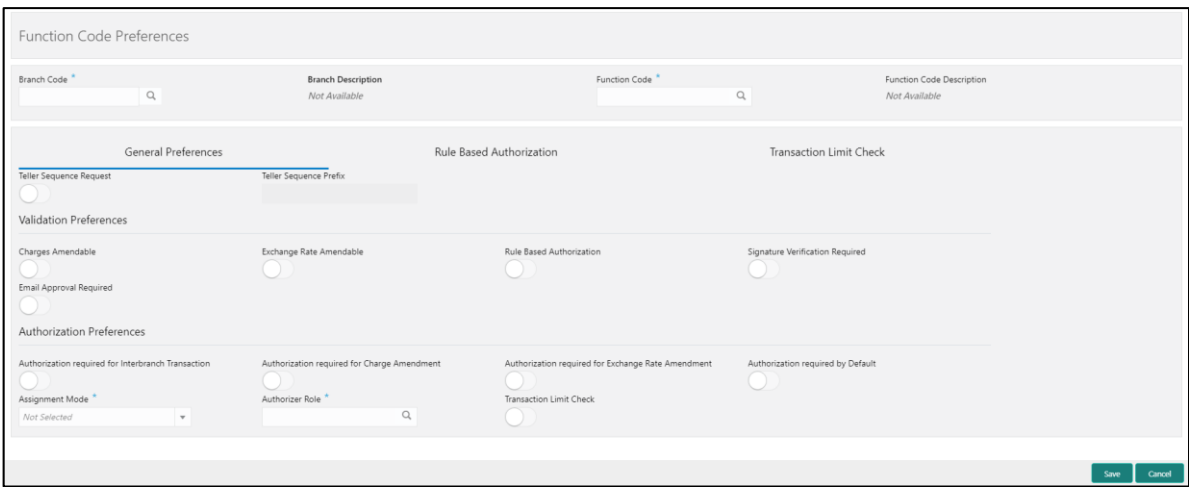 Function Code Preferences
Branch Code * Branch Description Function Code * Function Code Description
Not Available Not Available
General Preferences Rule Based Authorization Transaction Limit Check
Teller Sequence Request Teller Sequence Prefix
Validation Preferences
Charges Amendable Exchange Rate Amendable Rule Based Authorization Signature Verification Required
Email Approval Required
Authorization Preferences
Authorization required for Interbranch Transaction Authorization required for Charge Amendment Authorization required for Exchange Rate Amendment Authorization required by Default
Assignment Mode * Authorizer Role * Transaction Limit Check
Not Selected
Save Cancel